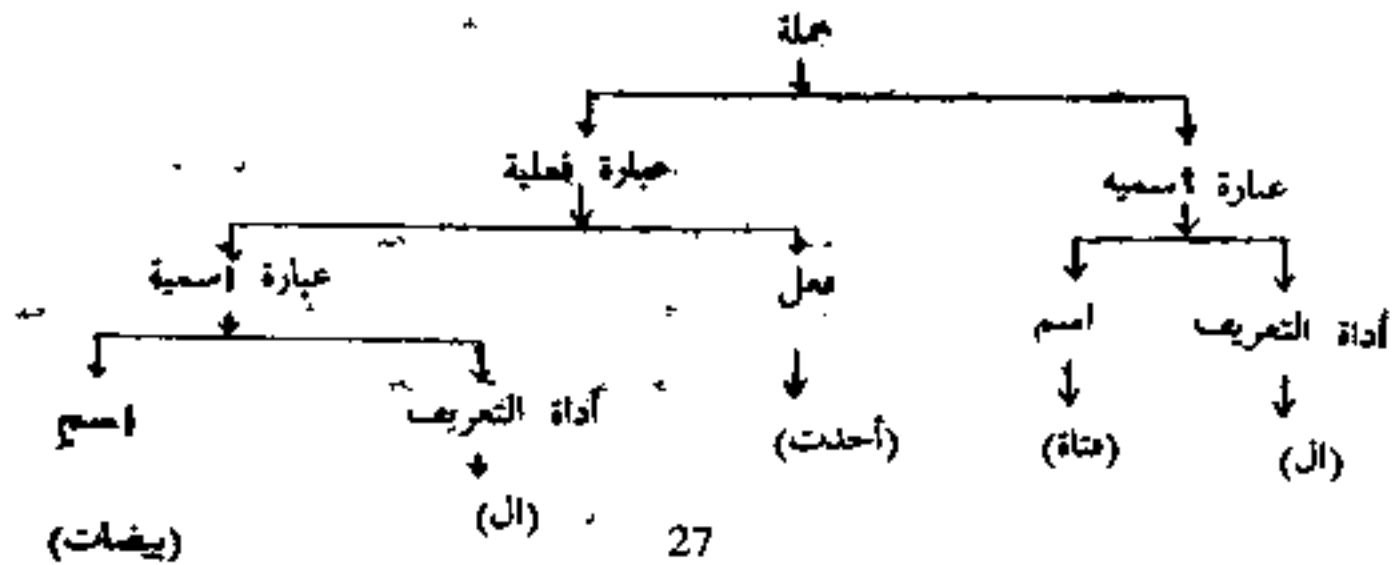 جملة
عبارة اسميه عبارة فعلية
أداة التعريف اسم فعل عبارة اسمية
(ال) (فتاة) (أخذت) أداة التعريف اسم
(ال) (بيضات)
27